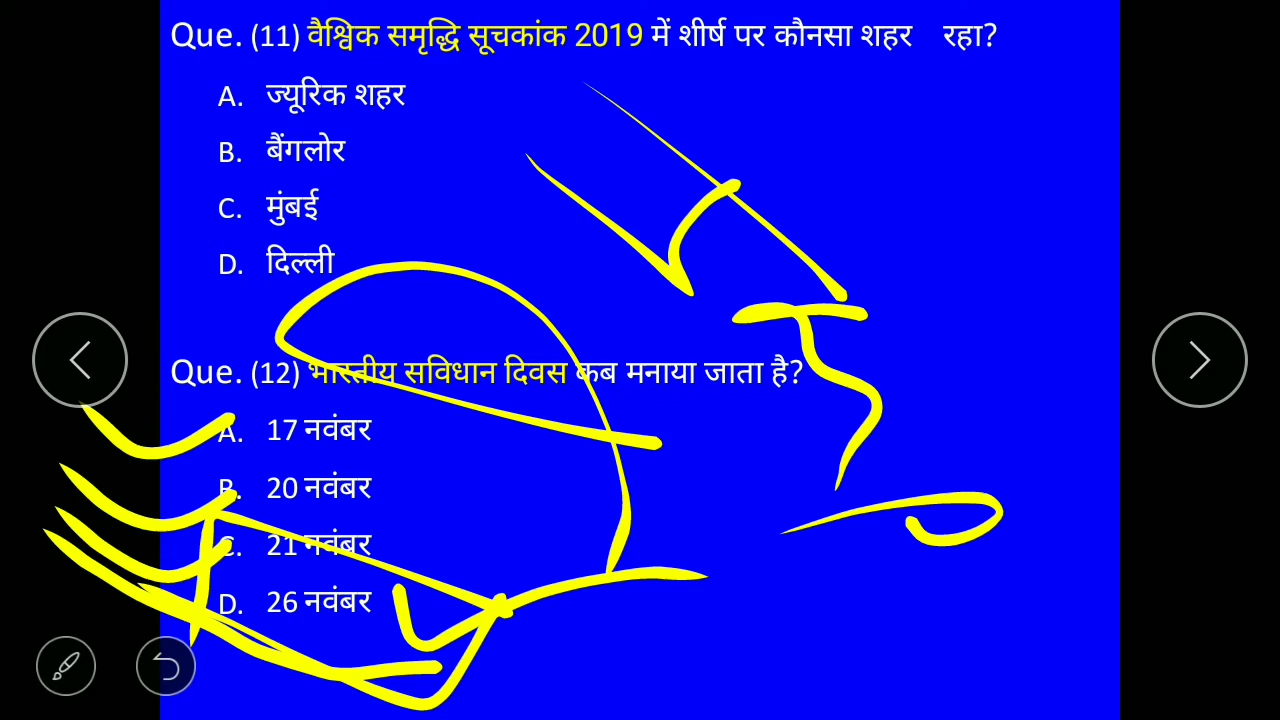 Que. (11) वैश्विक समृद्धि सूचकांक 2019 में शीर्ष पर कौनसा शहर रहा?
A. ज्यूरिक शहर
B. बैंगलोर
C. मुंबई
D. दिल्ली
Que. (12) भास्तीय सविधान दिवस कब मनाया जाता है?
A. 17 नवंबर
B. 20 नवंबर
C. 21 नवंबर
D. 26 नवंबर